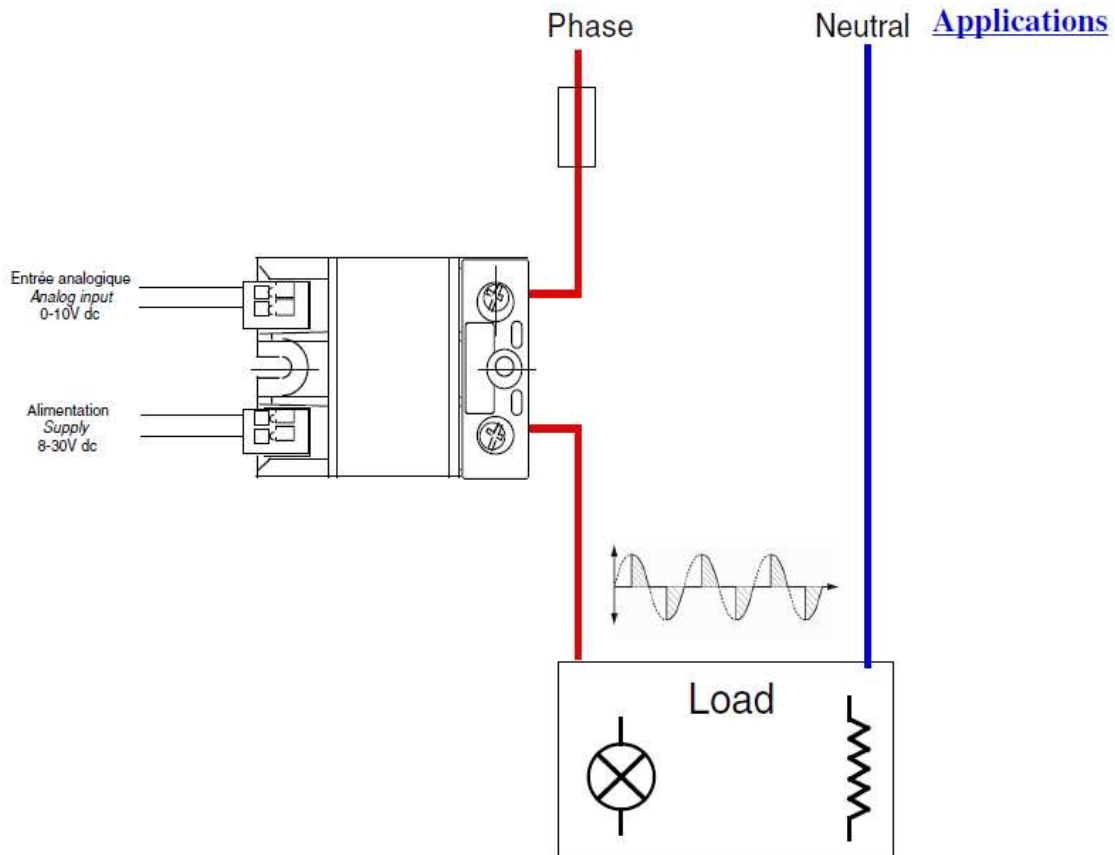 Phase
Neutral
Applications
Entrée analogique
Analog input
0-10V dc
Alimentation
Supply
8-30V dc
Load